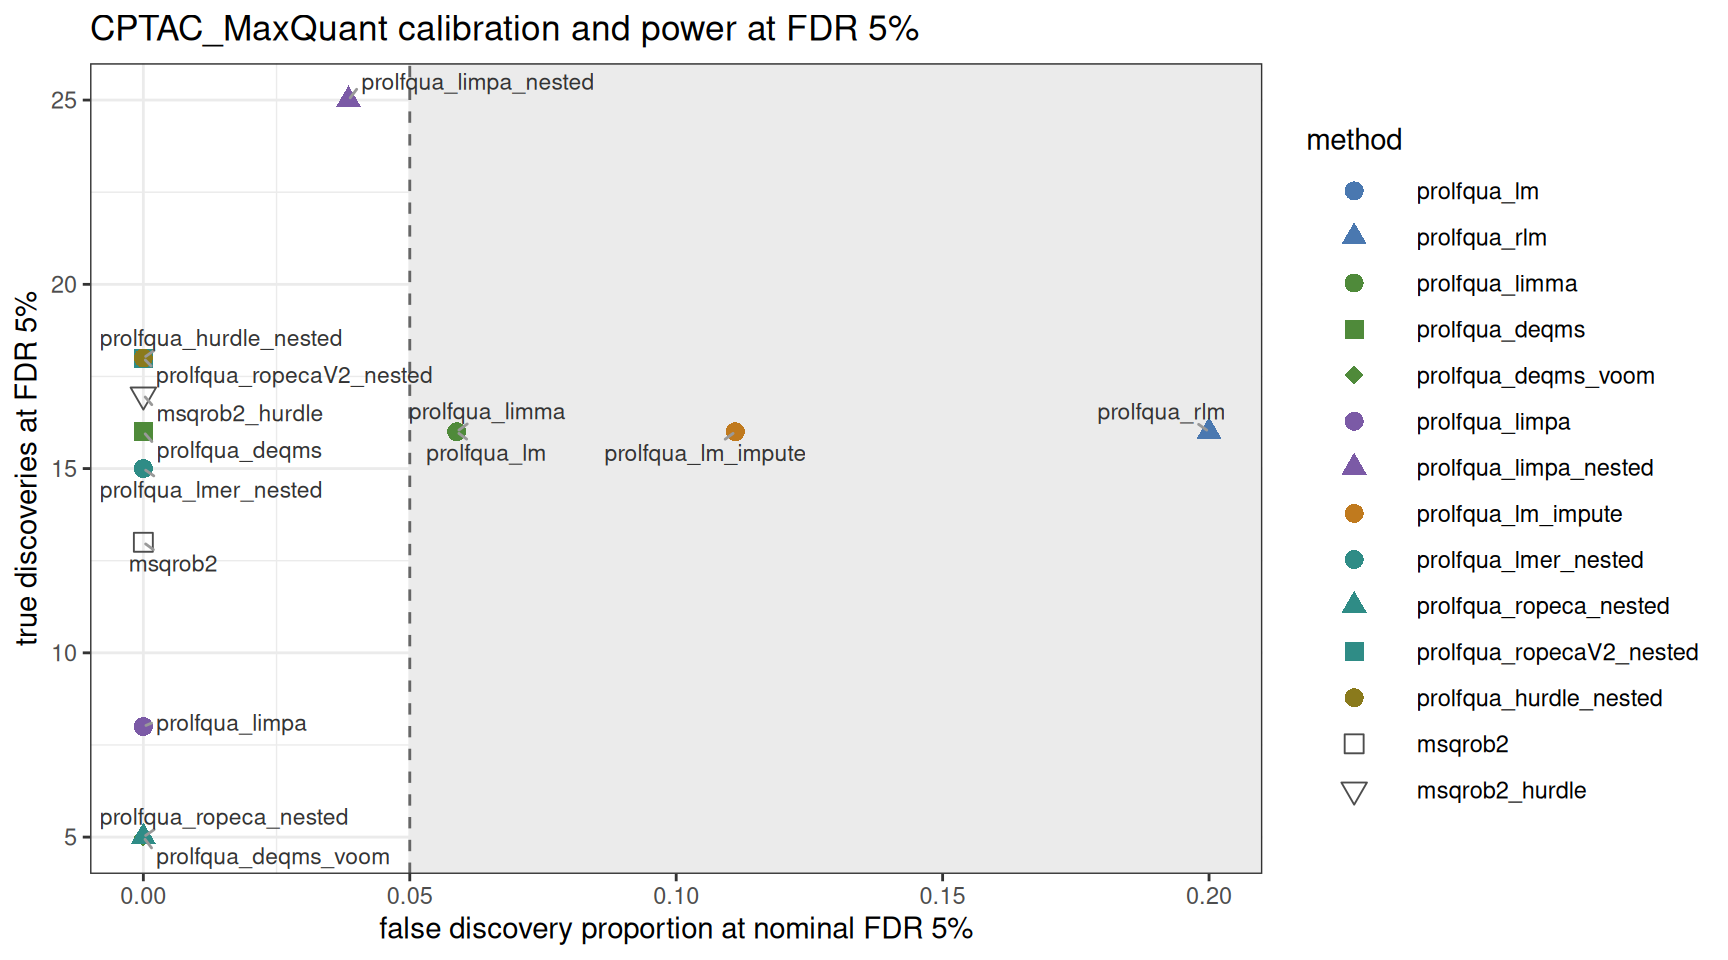 CPTAC_MaxQuant calibration and power at FDR 5%
true discoveries at FDR 5%
25
20
15
10
5
prolfqua_limpa_nested
prolfqua_hurdle_nested
prolfqua_ropecaV2_nested
msqrob2_hurdle
prolfqua_deqms
prolfqua_lmer_nested
msqrob2
prolfqua_limpa
prolfqua_ropeca_nested
prolfqua_deqms_voom
prolfqua_limma
prolfqua_lm
prolfqua_lm_impute
prolfqua_rlm
0.00
0.05
0.10
0.15
0.20
false discovery proportion at nominal FDR 5%
method
prolfqua_lm
prolfqua_rlm
prolfqua_limma
prolfqua_deqms
prolfqua_deqms_voom
prolfqua_limpa
prolfqua_limpa_nested
prolfqua_lm_impute
prolfqua_lmer_nested
prolfqua_ropeca_nested
prolfqua_ropecaV2_nested
prolfqua_hurdle_nested
msqrob2
msqrob2_hurdle